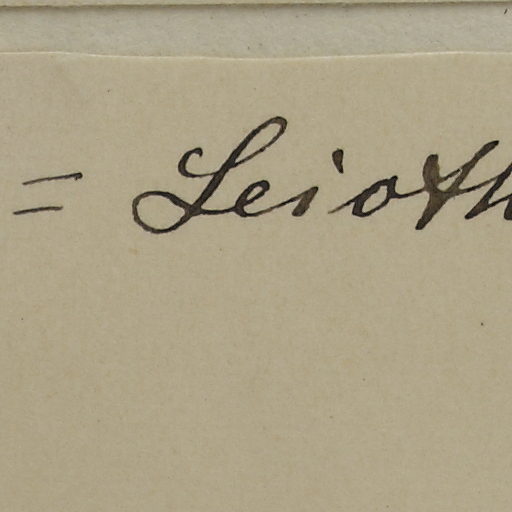 = Leioth